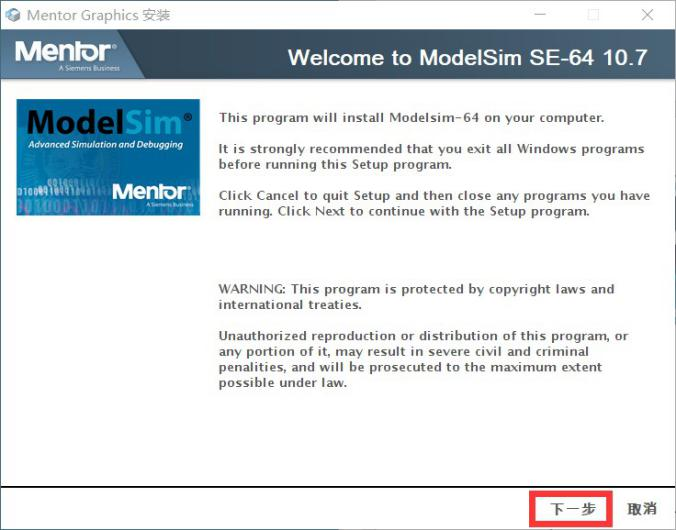 Mentor Graphics 安装
Mentor®
A Siemens Business
Welcome to ModelSim SE-64 10.7
ModelSim®
Advanced Simulation and Debugging
Mentor®
A Siemens Business
This program will install Modelsim-64 on your computer.
It is strongly recommended that you exit all Windows programs
before running this Setup program.
Click Cancel to quit Setup and then close any programs you have
running. Click Next to continue with the Setup program.
WARNING: This program is protected by copyright laws and
international treaties.
Unauthorized reproduction or distribution of this program, or
any portion of it, may result in severe civil and criminal
penalties, and will be prosecuted to the maximum extent
possible under law.
下一步 取消